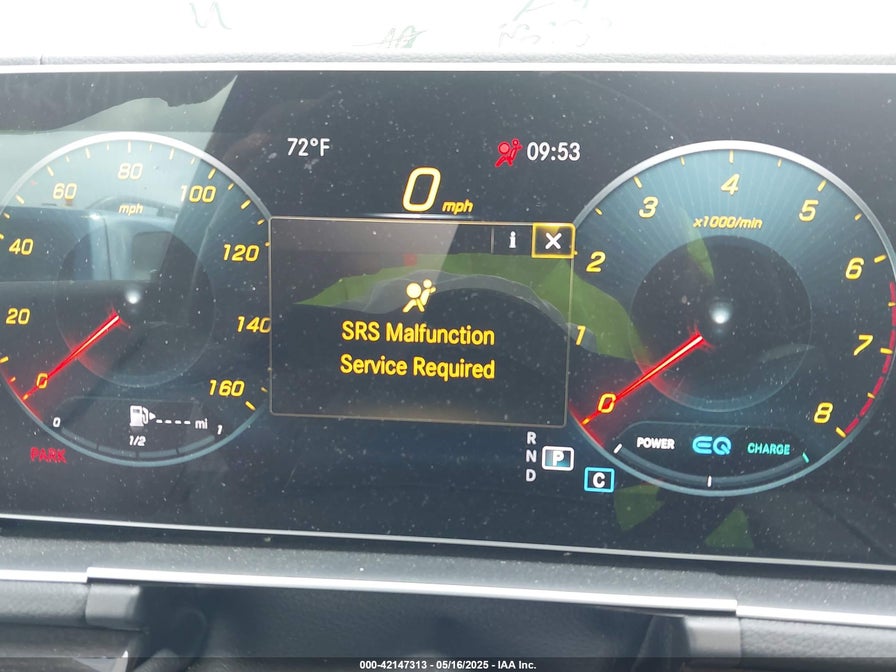 72°F
09:53
0 mph
20
40
60
80
100
120
140
160
0
mph
i
SRS Malfunction
Service Required
0
1/2
1
---- mi
PARK
R
N
D
P
C
0
1
2
3
4
5
6
7
8
x1000/min
POWER
EQ
CHARGE
000-42147313 - 05/16/2025 - IAA Inc.